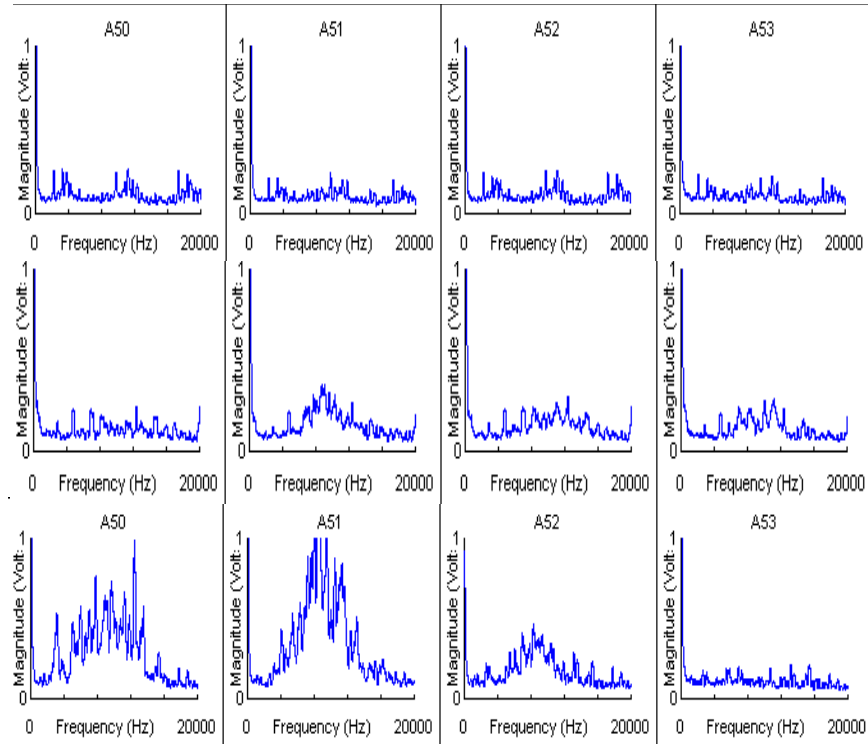 A50 A51 A52 A53
Magnitude (Volt: Magnitude (Volt: Magnitude (Volt: Magnitude (Volt:
1 1 1 1
0 0 0 0
0 Frequency (Hz) 20000 0 Frequency (Hz) 20000 0 Frequency (Hz) 20000 0 Frequency (Hz) 20000
Magnitude (Volt: Magnitude (Volt: Magnitude (Volt: Magnitude (Volt:
1 1 1 1
0 0 0 0
0 Frequency (Hz) 20000 0 Frequency (Hz) 20000 0 Frequency (Hz) 20000 0 Frequency (Hz) 20000
.
A50 A51 A52 A53
Magnitude (Volt: Magnitude (Volt: Magnitude (Volt: Magnitude (Volt:
1 1 1 1
0 0 0 0
0 Frequency (Hz) 20000 0 Frequency (Hz) 20000 0 Frequency (Hz) 20000 0 Frequency (Hz) 20000